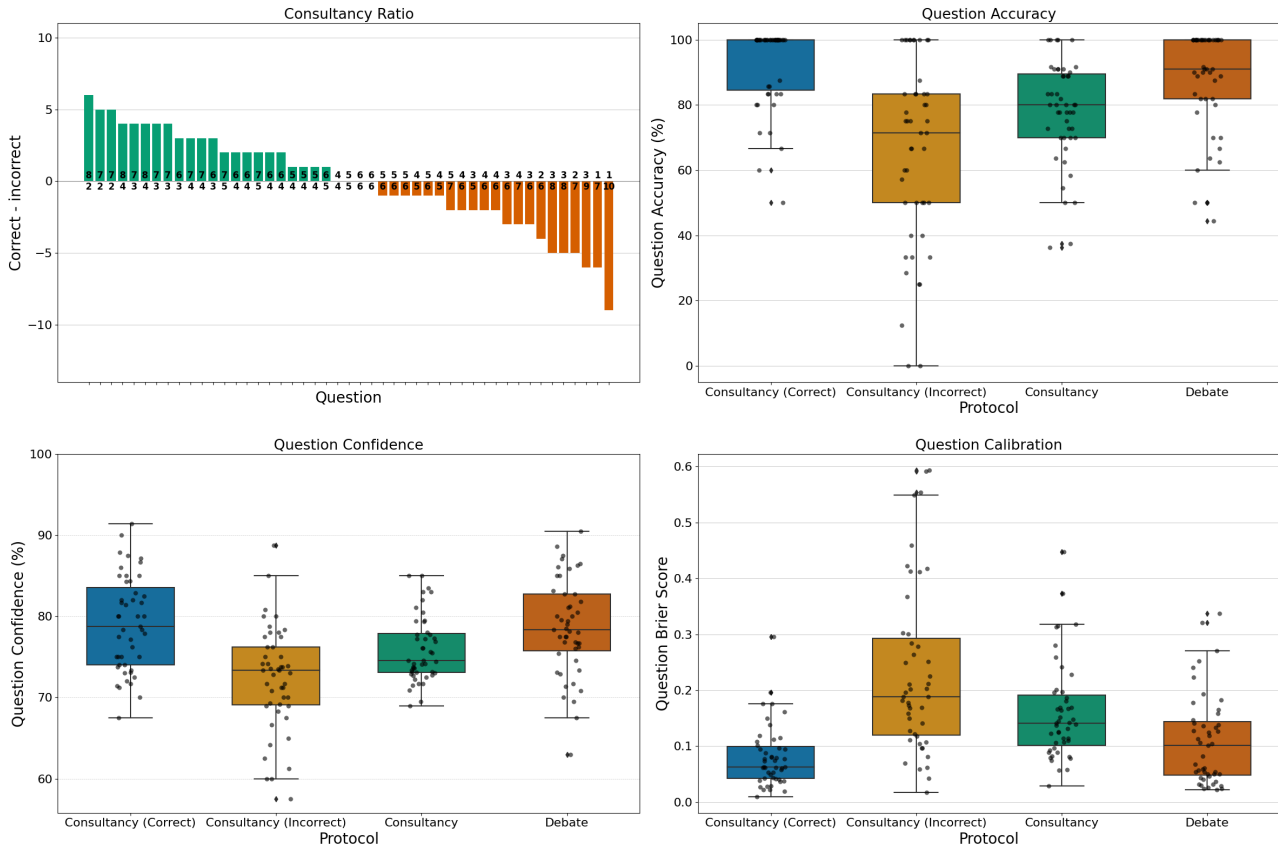 Consultancy Ratio
10
5
0
−5
−10
Correct - incorrect
8 7 7 8 7 8 7 7 6 7 7 6 7 6 6 7 6 6 5 5 5 6 4 5 6 6 5 5 5 4 5 4 5 4 3 4 4 3 4 3 2 3 3 2 3 1 1
2 2 2 4 3 4 3 3 3 4 4 3 5 4 4 5 4 4 4 4 4 5 4 5 6 6 6 6 6 5 6 5 7 6 5 6 6 6 7 6 6 8 8 7 9 7 10
Question
Question Accuracy
100
80
60
40
20
0
Question Accuracy (%)
Consultancy (Correct) Consultancy (Incorrect) Consultancy Debate
Protocol
Question Confidence
100
90
80
70
60
Question Confidence (%)
Consultancy (Correct) Consultancy (Incorrect) Consultancy Debate
Protocol
Question Calibration
0.6
0.5
0.4
0.3
0.2
0.1
0.0
Question Brier Score
Consultancy (Correct) Consultancy (Incorrect) Consultancy Debate
Protocol